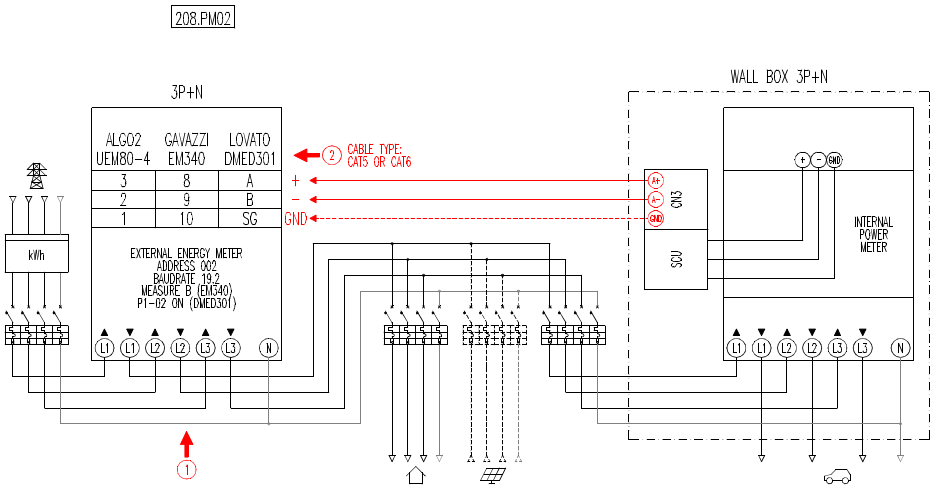 208.PM02
WALL BOX 3P+N
3P+N
ALGO2 GAVAZZI LOVATO
UEM80-4 EM340 DMED301
3 8 A
2 9 B
1 10 SG
+
-
GND
2 CABLE TYPE:
CAT5 OR CAT6
A+
A-
GND
CN3
SCU
+ - GND
INTERNAL
POWER
METER
kWh
EXTERNAL ENERGY METER
ADDRESS 002
BAUDRATE 19.2
MEASURE B (EM340)
P1-02 ON (DMED301)
L1 L1 L2 L2 L3 L3 N
L1 L1 L2 L2 L3 L3 N
1